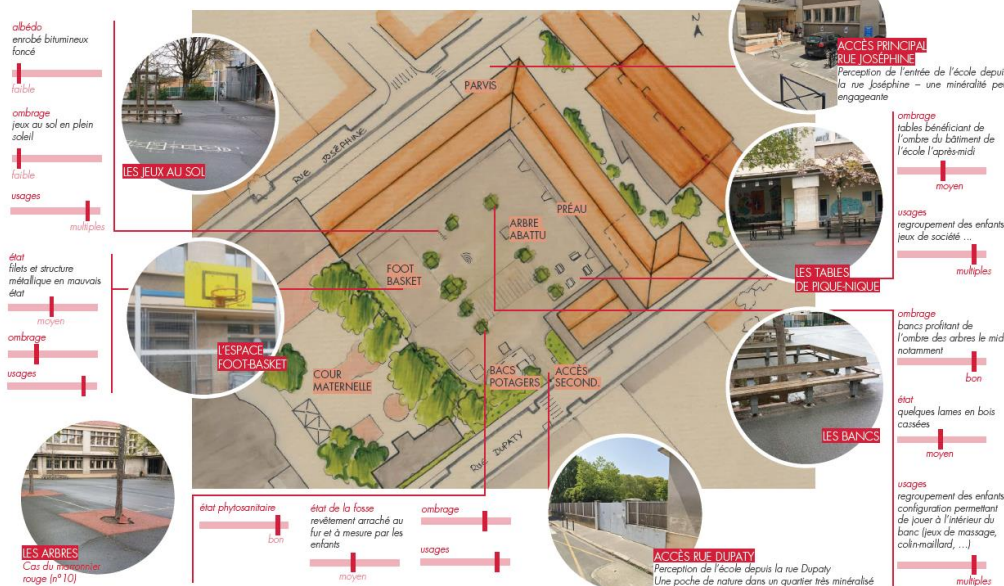 albédo
enrobé bitumineux
foncé
faible
ombrage
jeux au sol en plein
soleil
faible
usages
multiples
LES JEUX AU SOL
état
filets et structure
métallique en mauvais
état
moyen
ombrage
usages
L'ESPACE
FOOT-BASKET
LES ARBRES
Cas du marronnier
rouge (n°10)
état phytosanitaire
bon
état de la fosse
revêtement arraché au
fur et à mesure par les
enfants
moyen
ombrage
usages
N
PARVIS
RUE JOSÉPHINE
PRÉAU
ARBRE
ABATTU
FOOT
BASKET
COUR
MATERNELLE
BACS
POTAGERS
ACCÈS
SECOND.
RUE DUPATY
ACCÈS RUE DUPATY
Perception de l'école depuis la rue Dupaty
Une poche de nature dans un quartier très minéralisé
ACCÈS PRINCIPAL
RUE JOSÉPHINE
Perception de l'entrée de l'école depui
la rue Joséphine – une minéralité peu
engageante
ombrage
tables bénéficiant de
l'ombre du bâtiment de
l'école l'après-midi
moyen
usages
regroupement des enfants
jeux de société ...
multiples
LES TABLES
DE PIQUE-NIQUE
ombrage
bancs profitant de
l'ombre des arbres le mid
notamment
bon
état
quelques lames en bois
cassées
moyen
usages
regroupement des enfants
configuration permettant
de jouer à l'intérieur du
banc (jeux de massage,
colin-maillard, ...)
multiples
LES BANCS